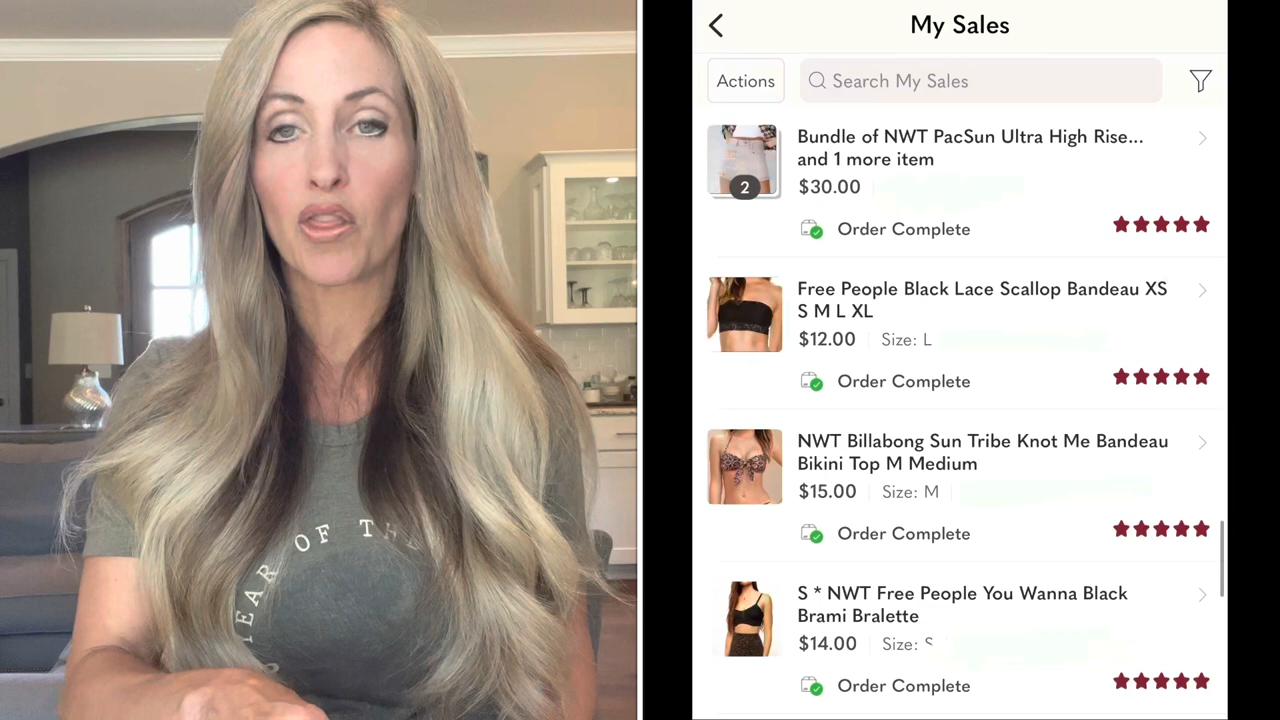 YEAR OF THE
My Sales
Actions
Search My Sales
Bundle of NWT PacSun Ultra High Rise...
and 1 more item
2
$30.00
Order Complete
Free People Black Lace Scallop Bandeau XS
S M L XL
$12.00 Size: L
Order Complete
NWT Billabong Sun Tribe Knot Me Bandeau
Bikini Top M Medium
$15.00 Size: M
Order Complete
S * NWT Free People You Wanna Black
Brami Bralette
$14.00 Size: S
Order Complete